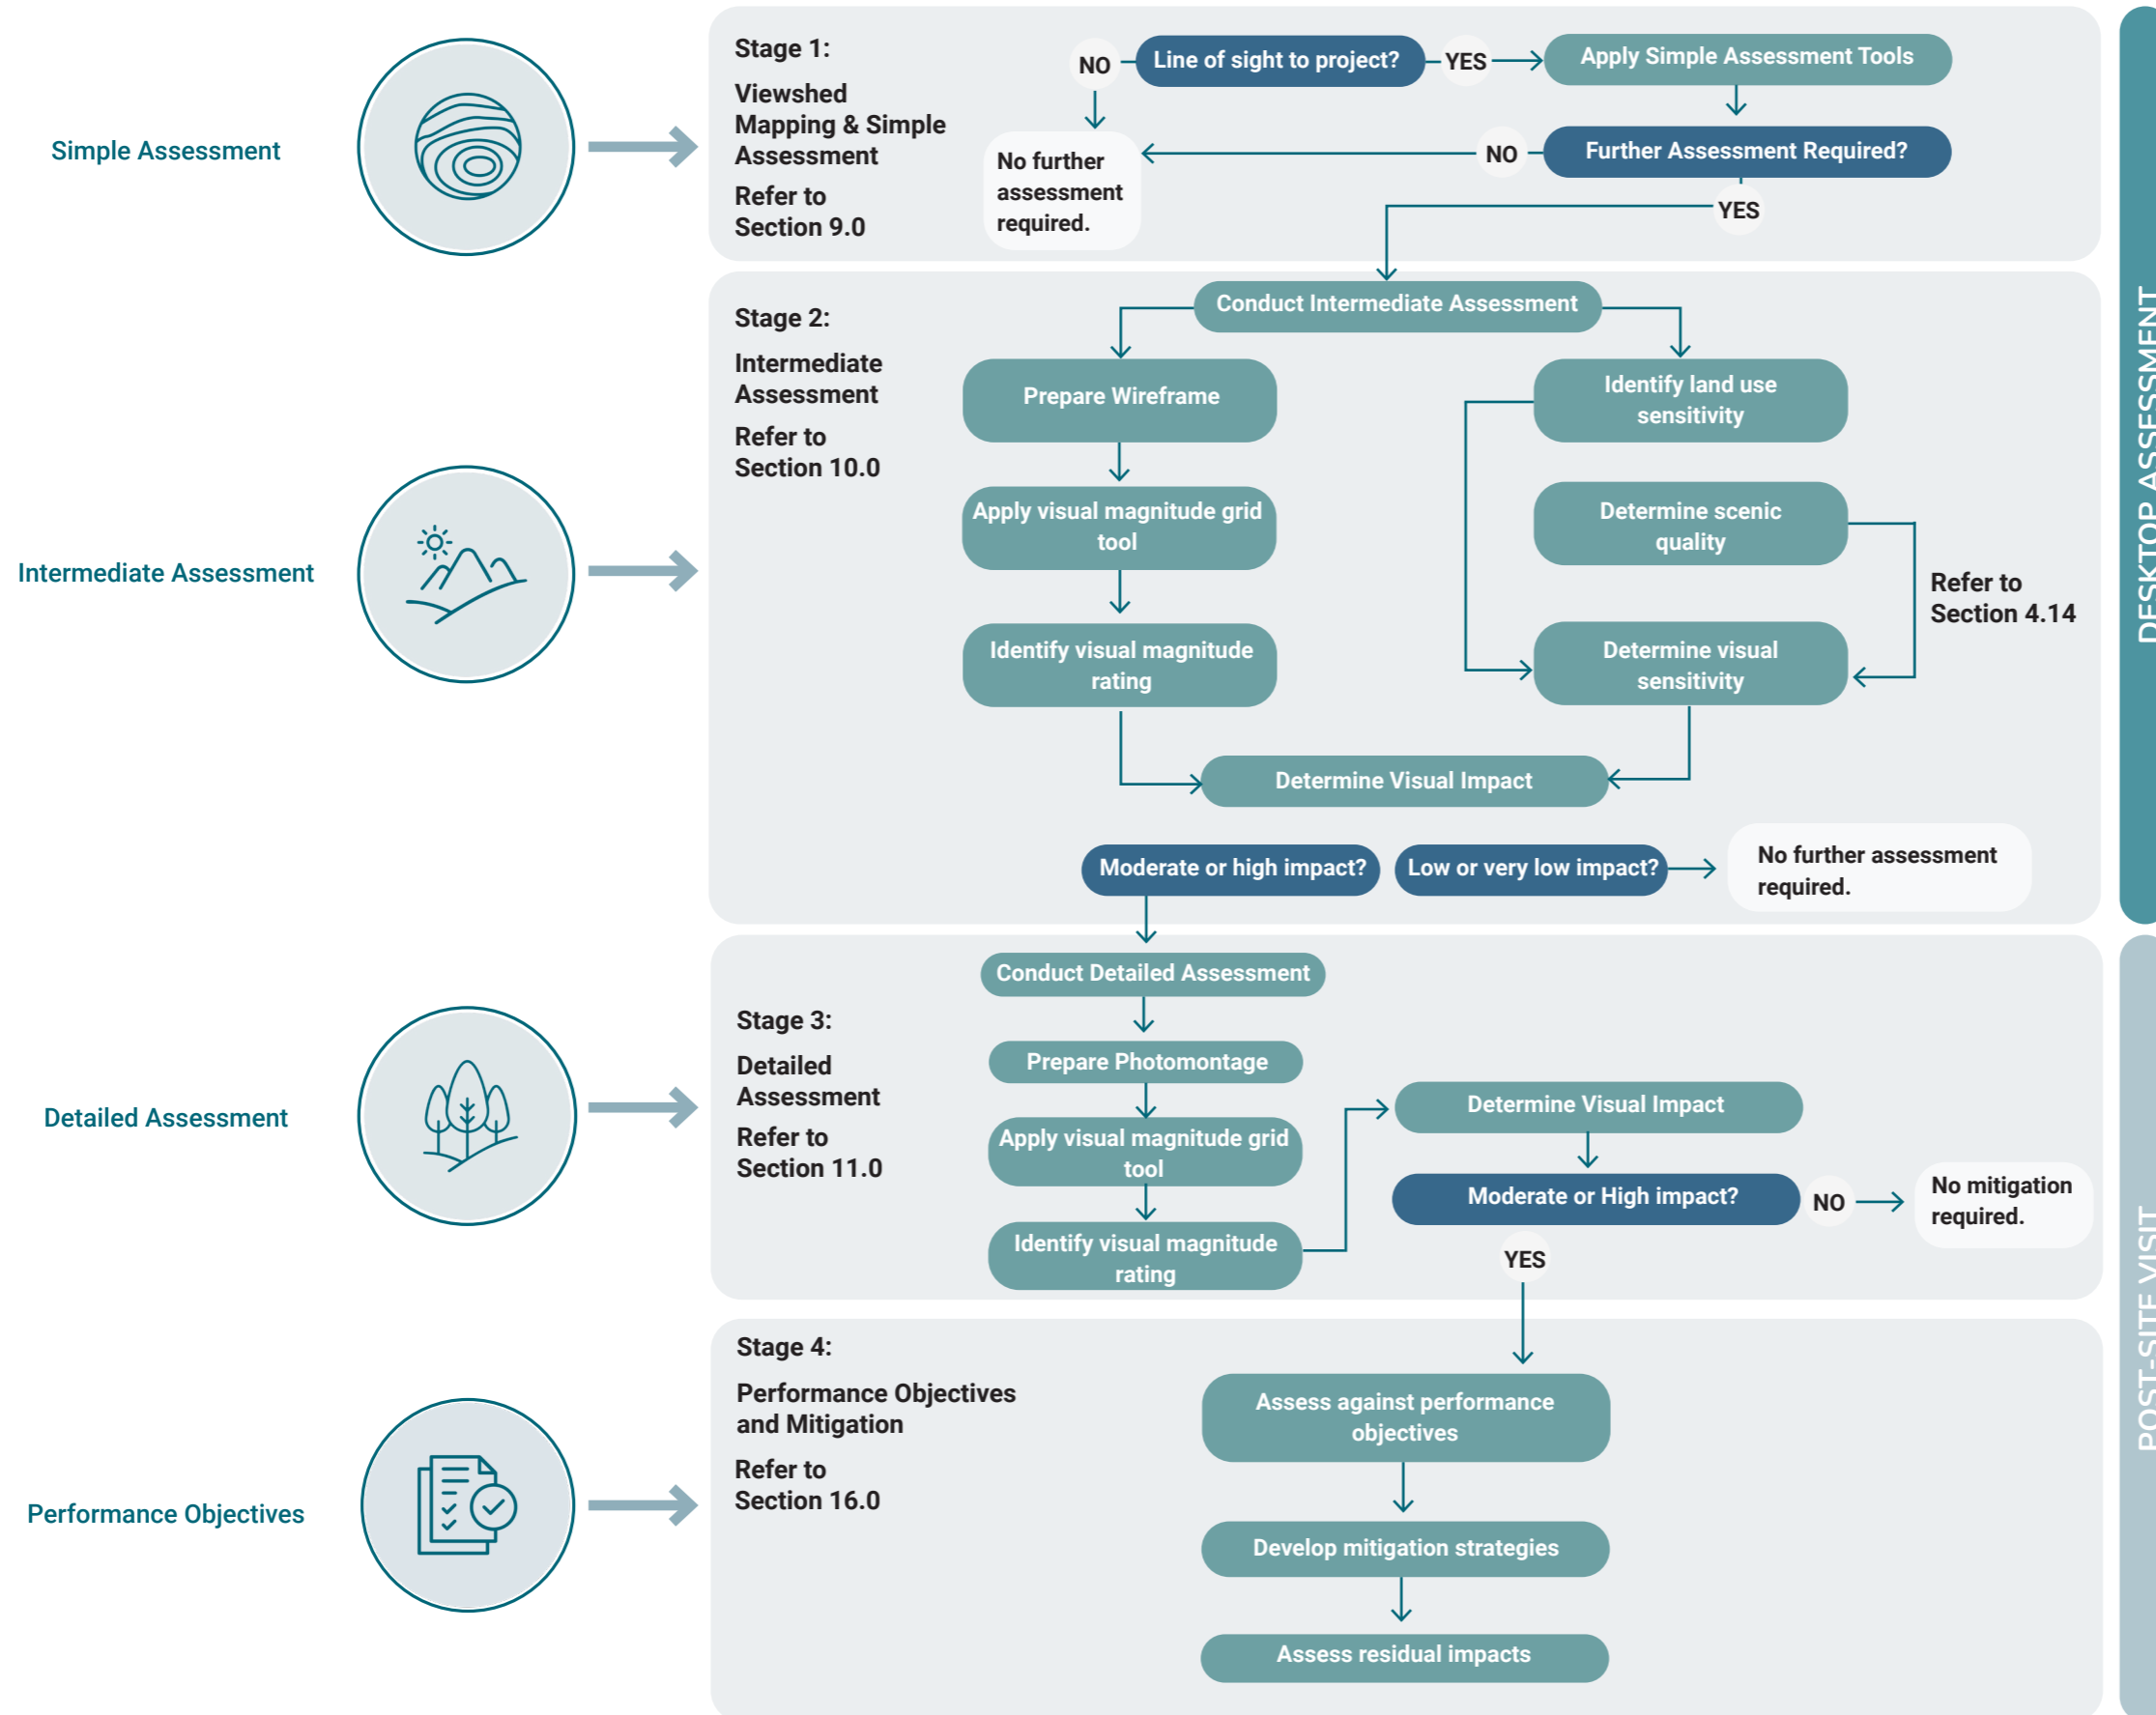 Simple Assessment
Stage 1:
Viewshed
Mapping & Simple
Assessment
Refer to
Section 9.0
NO
Line of sight to project?
YES
Apply Simple Assessment Tools
No further
assessment
required.
NO
Further Assessment Required?
YES
Intermediate Assessment
Stage 2:
Intermediate
Assessment
Refer to
Section 10.0
Conduct Intermediate Assessment
Prepare Wireframe
Apply visual magnitude grid
tool
Identify visual magnitude
rating
Identify land use
sensitivity
Determine scenic
quality
Refer to
Section 4.14
Determine visual
sensitivity
Determine Visual Impact
Moderate or high impact?
Low or very low impact?
No further assessment
required.
DESKTOP ASSESSMENT
Detailed Assessment
Stage 3:
Detailed
Assessment
Refer to
Section 11.0
Conduct Detailed Assessment
Prepare Photomontage
Apply visual magnitude grid
tool
Identify visual magnitude
rating
Determine Visual Impact
Moderate or High impact?
NO
No mitigation
required.
YES
Performance Objectives
Stage 4:
Performance Objectives
and Mitigation
Refer to
Section 16.0
Assess against performance
objectives
Develop mitigation strategies
Assess residual impacts
POST-SITE VISIT